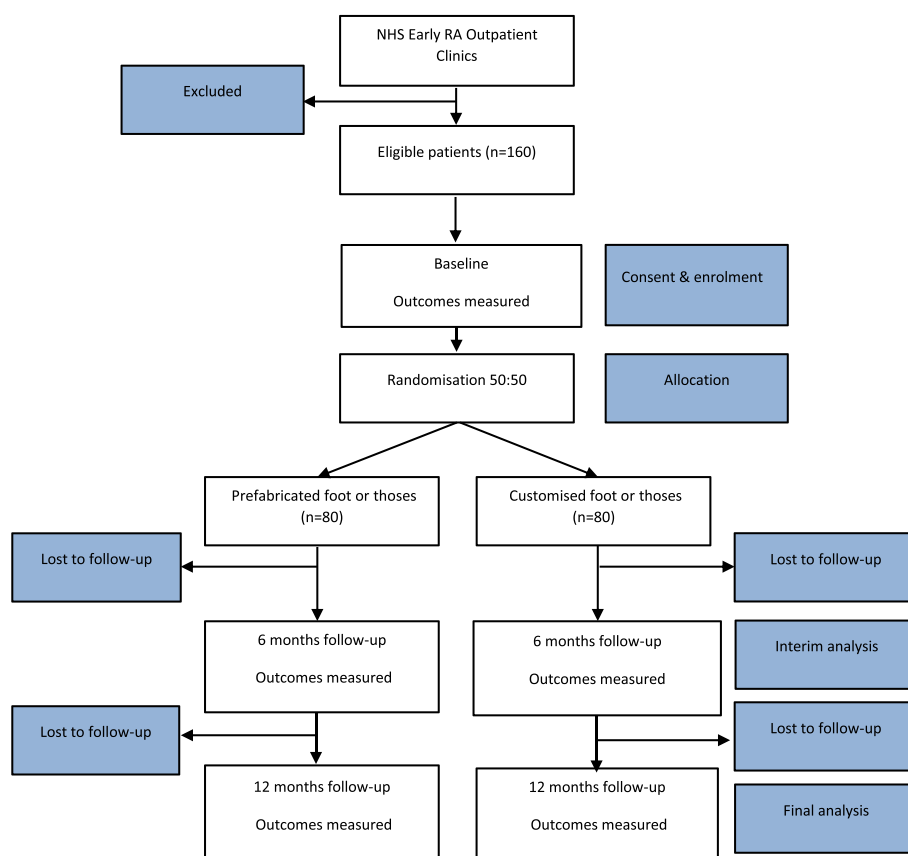 NHS Early RA Outpatient
Clinics
Excluded
Eligible patients (n=160)
Baseline
Outcomes measured
Consent & enrolment
Randomisation 50:50
Allocation
Prefabricated foot or thoses
(n=80)
Customised foot or thoses
(n=80)
Lost to follow-up
Lost to follow-up
6 months follow-up
Outcomes measured
6 months follow-up
Outcomes measured
Interim analysis
Lost to follow-up
Lost to follow-up
12 months follow-up
Outcomes measured
12 months follow-up
Outcomes measured
Final analysis